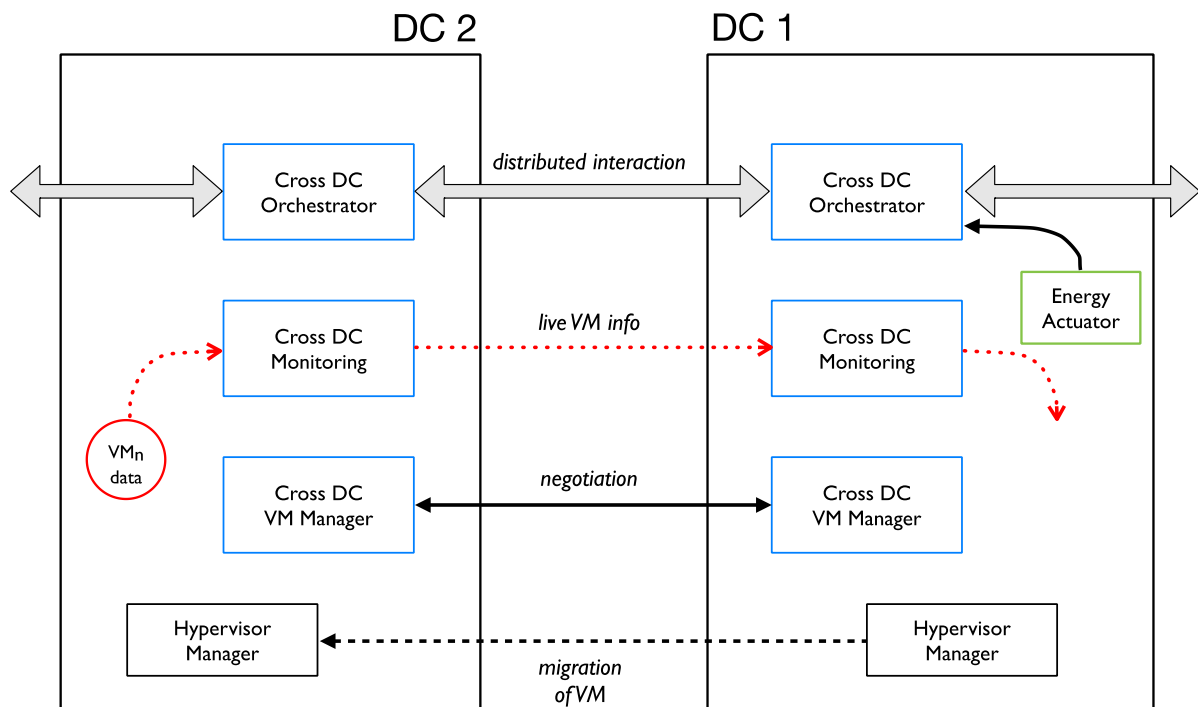 DC 2
DC 1
distributed interaction
Cross DC
Orchestrator
Cross DC
Orchestrator
Energy
Actuator
live VM info
Cross DC
Monitoring
Cross DC
Monitoring
VMn
data
negotiation
Cross DC
VM Manager
Cross DC
VM Manager
Hypervisor
Manager
Hypervisor
Manager
migration
of VM